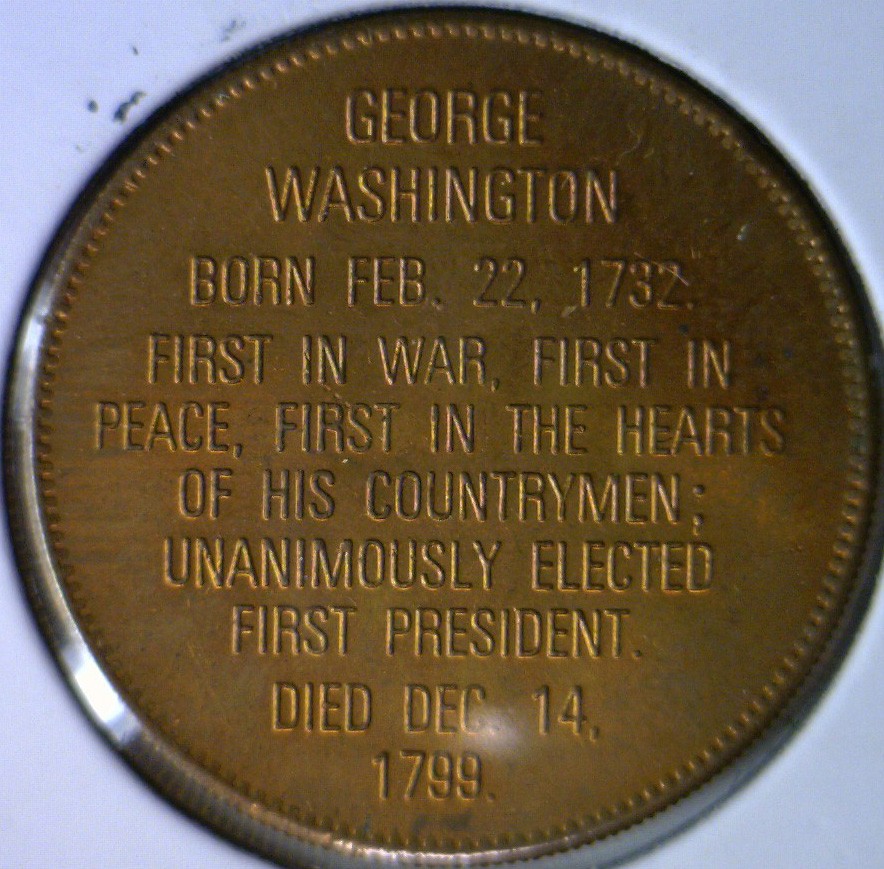 GEORGE
WASHINGTON
BORN FEB. 22, 1732.
FIRST IN WAR, FIRST IN
PEACE, FIRST IN THE HEARTS
OF HIS COUNTRYMEN;
UNANIMOUSLY ELECTED
FIRST PRESIDENT.
DIED DEC. 14,
1799.